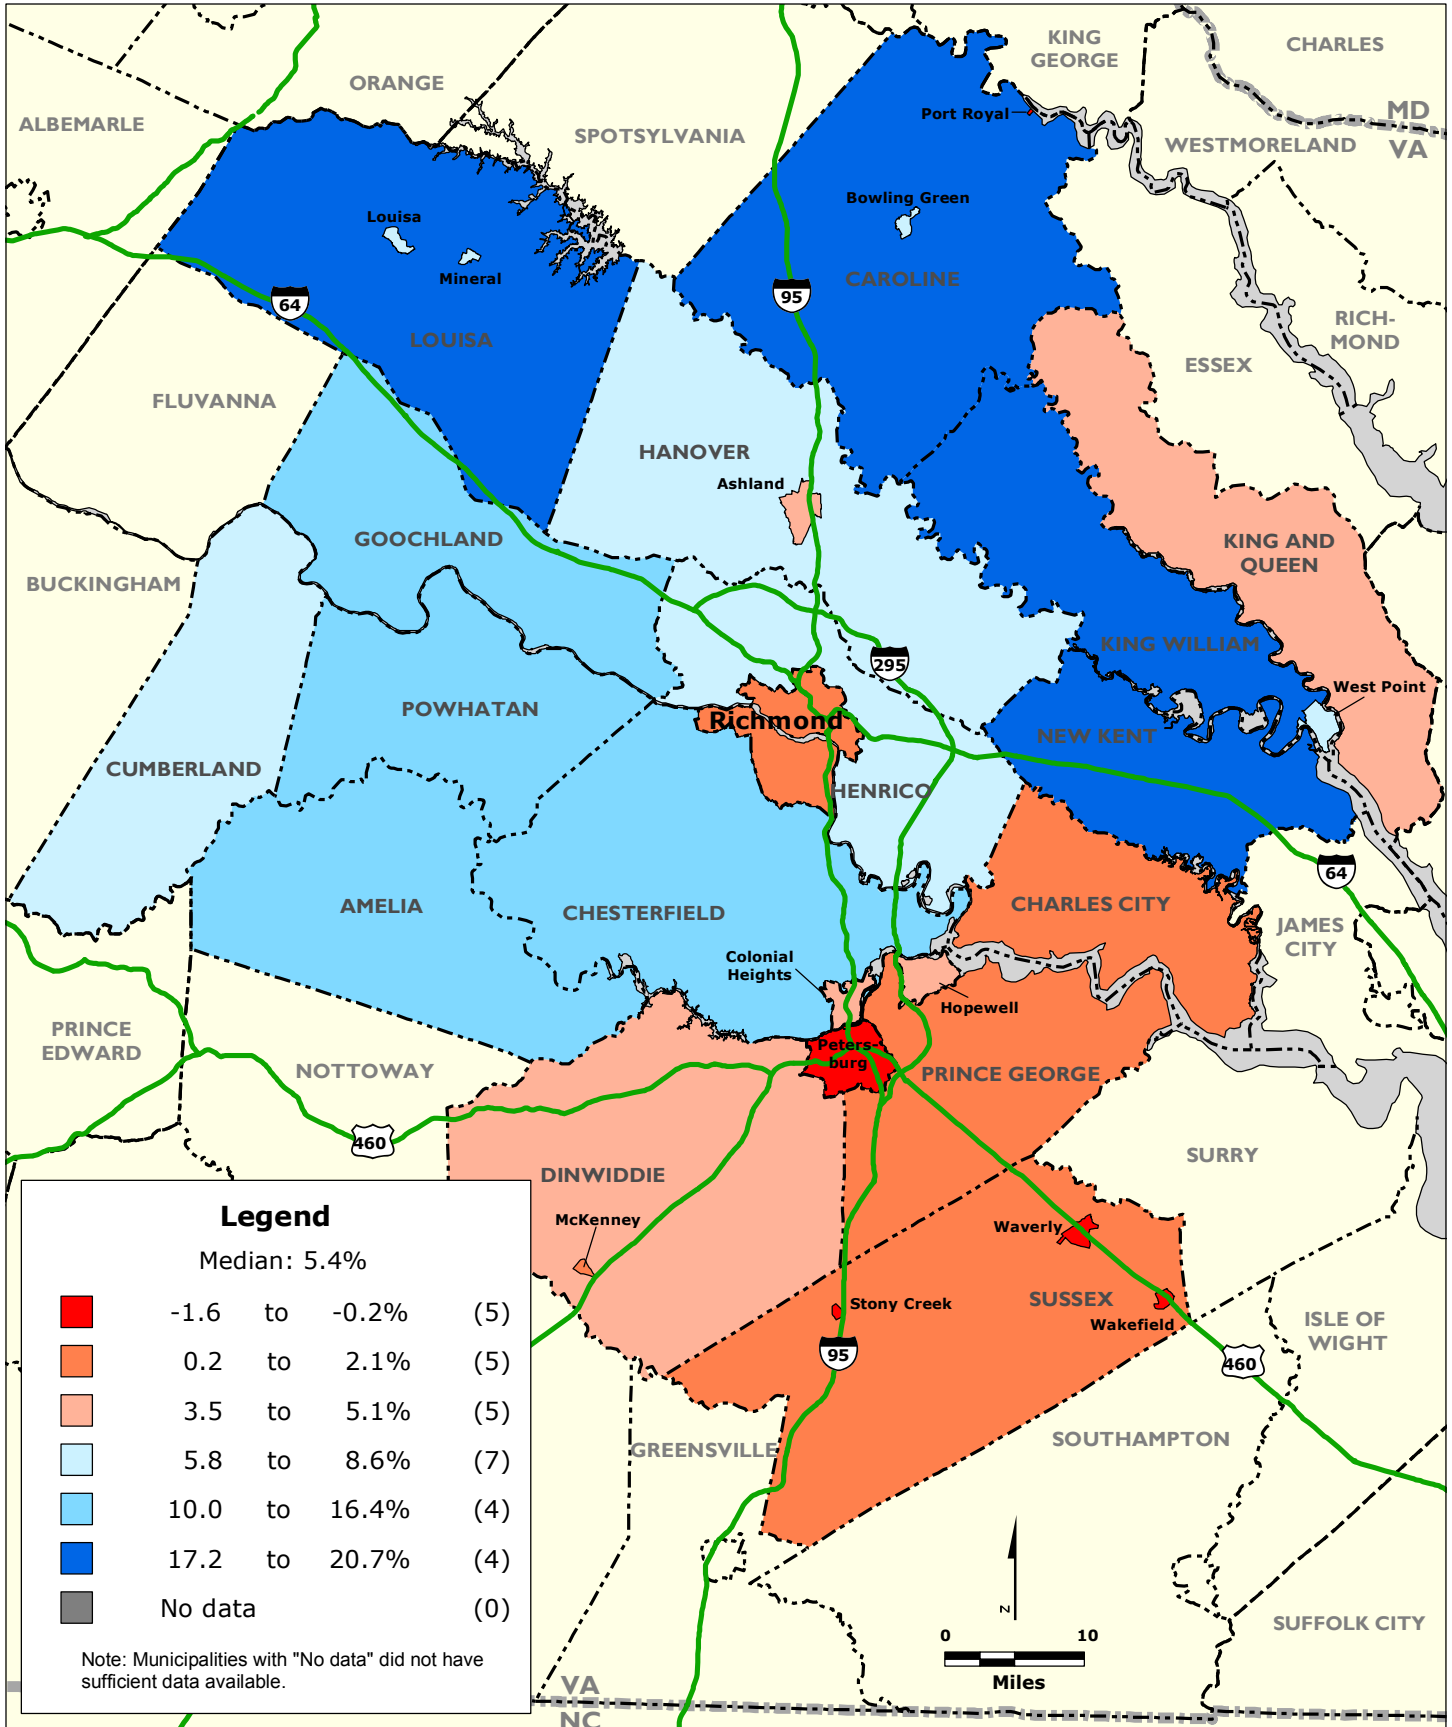 KING
GEORGE
CHARLES
ORANGE
ALBEMARLE
SPOTSYLVANIA
Port Royal
MD
VA
WESTMORELAND
Louisa
Mineral
Bowling Green
CAROLINE
64
95
LOUISA
RICH-
MOND
ESSEX
FLUVANNA
HANOVER
Ashland
GOOCHLAND
KING AND
QUEEN
BUCKINGHAM
KING WILLIAM
295
West Point
POWHATAN
Richmond
NEW KENT
CUMBERLAND
HENRICO
64
AMELIA
CHESTERFIELD
CHARLES CITY
JAMES
CITY
Colonial
Heights
Hopewell
PRINCE
EDWARD
NOTTOWAY
Peters-
burg
PRINCE GEORGE
460
SURRY
DINWIDDIE
McKenney
Waverly
Stony Creek
SUSSEX
Wakefield
ISLE OF
WIGHT
95
460
GREENSVILLE
SOUTHAMPTON
SUFFOLK CITY
Legend
Median: 5.4%
-1.6 to -0.2% (5)
0.2 to 2.1% (5)
3.5 to 5.1% (5)
5.8 to 8.6% (7)
10.0 to 16.4% (4)
17.2 to 20.7% (4)
No data (0)
Note: Municipalities with "No data" did not have
sufficient data available.
Z
0 10
Miles
VA
NC